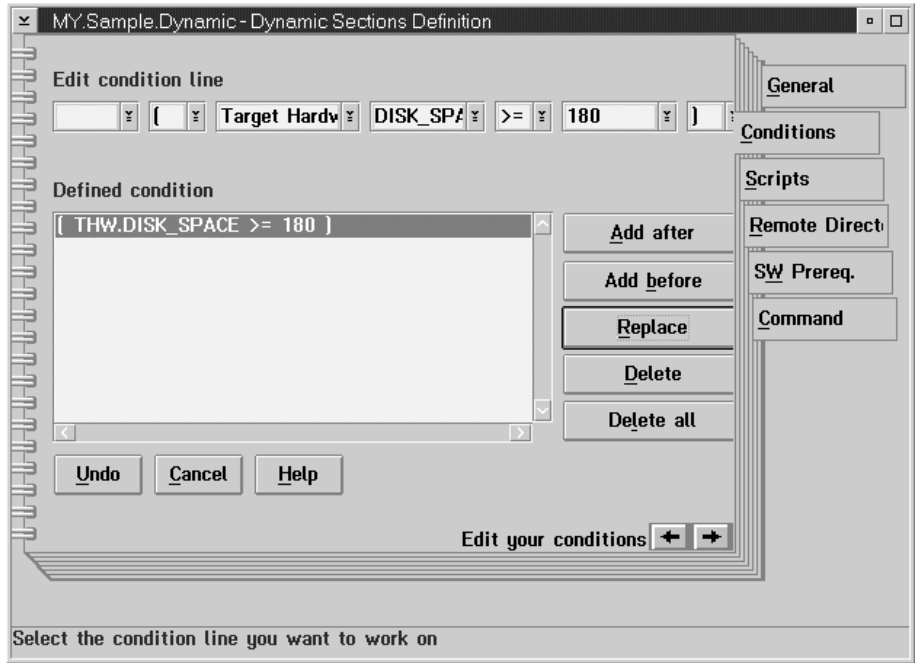 MY.Sample.Dynamic - Dynamic Sections Definition
Edit condition line
( Target Hardw DISK_SPA >= 180 )
Defined condition
( THW.DISK_SPACE >= 180 )
Add after
Add before
Replace
Delete
Delete all
Undo Cancel Help
Edit your conditions
General
Conditions
Scripts
Remote Direct
SW Prereq.
Command
Select the condition line you want to work on